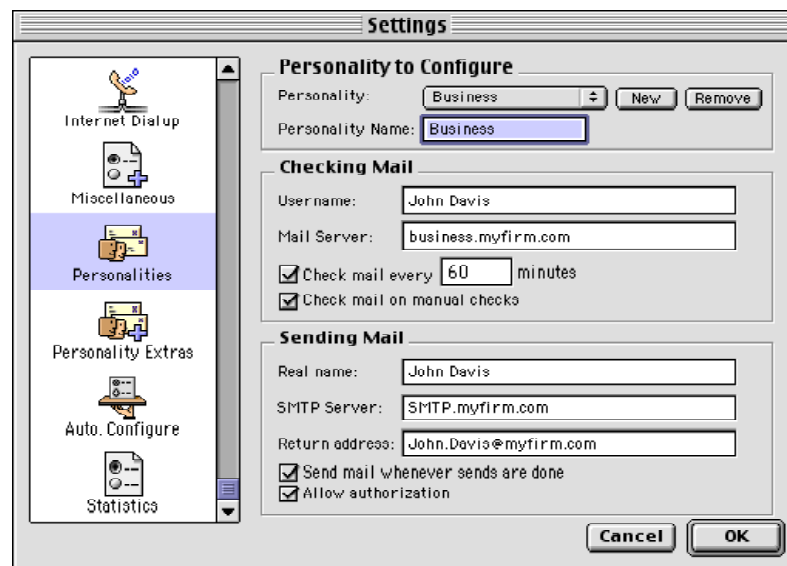 Settings
Internet Dialup
Miscellaneous
Personalities
Personality Extras
Auto. Configure
Statistics
Personality to Configure
Personality: Business New Remove
Personality Name: Business
Checking Mail
Username: John Davis
Mail Server: business.myfirm.com
Check mail every 60 minutes
Check mail on manual checks
Sending Mail
Real name: John Davis
SMTP Server: SMTP.myfirm.com
Return address: John.Davis@myfirm.com
Send mail whenever sends are done
Allow authorization
Cancel OK